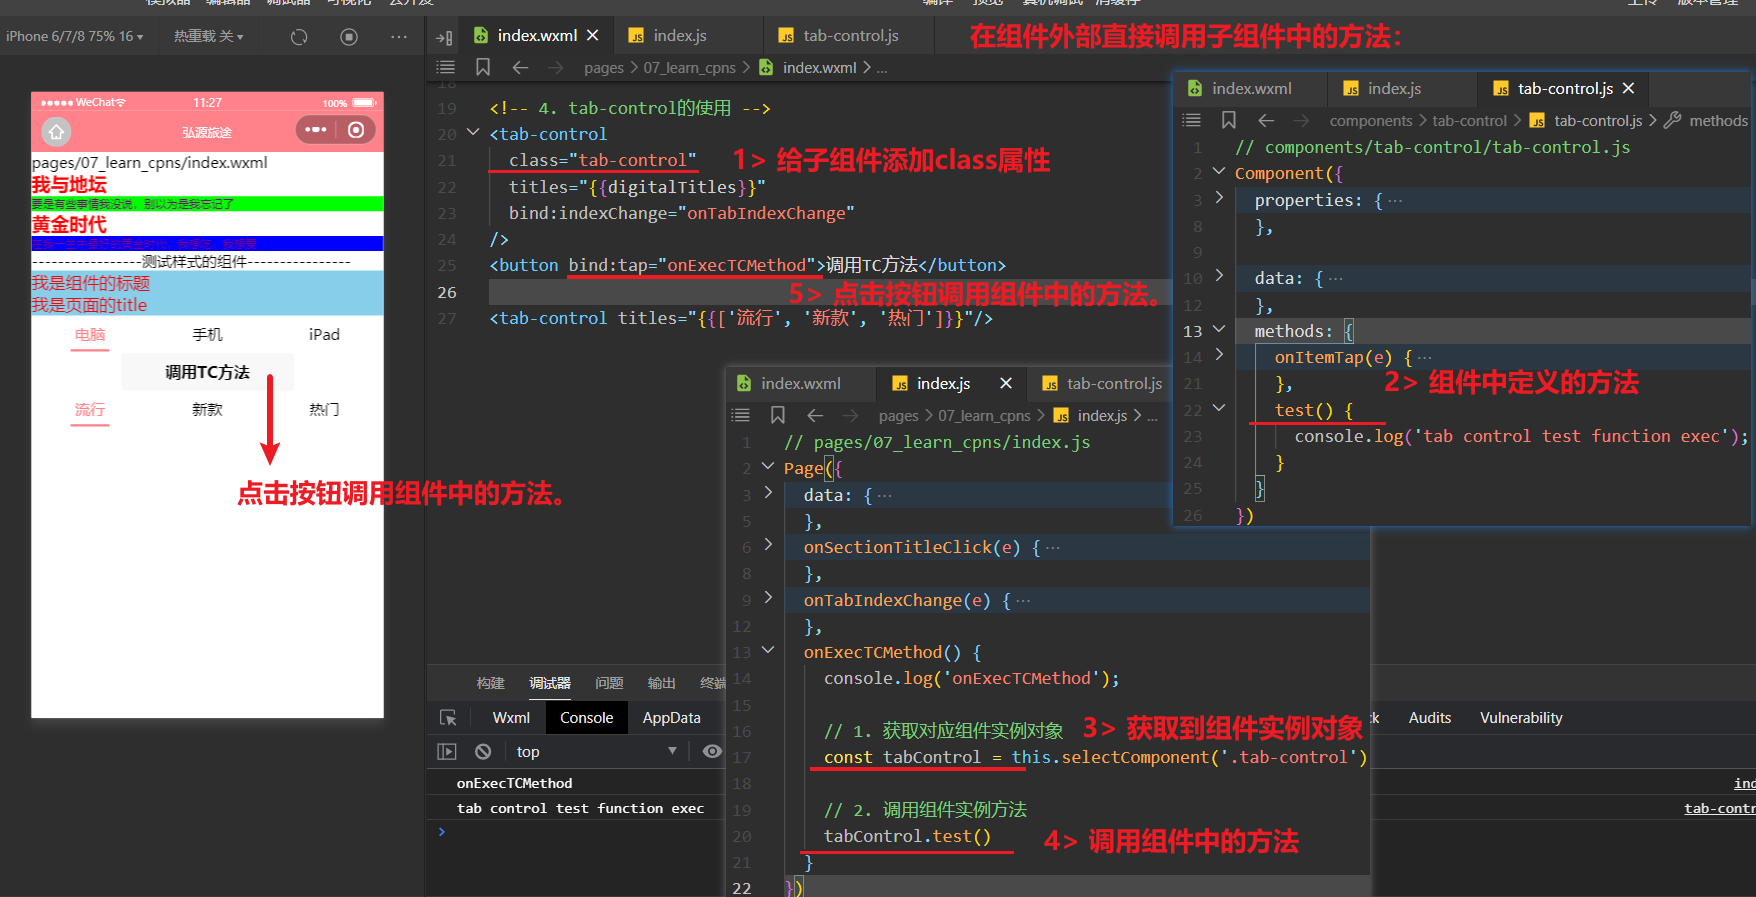 iPhone 6/7/8 75% 16
热重载 关
WeChat
11:27
100%
弘源旅途
pages/07_learn_cpns/index.wxml
我与地坛
要是有些事情我没说，别以为是我忘记了
黄金时代
----------------测试样式的组件----------------
我是组件的标题
我是页面的title
电脑 手机 iPad
调用TC方法
流行 新款 热门
点击按钮调用组件中的方法。
index.wxml index.js tab-control.js
在组件外部直接调用子组件中的方法：
pages > 07_learn_cpns > index.wxml > ...
18
19 <!-- 4. tab-control的使用 -->
20 <tab-control
21 class="tab-control" 1> 给子组件添加class属性
22 titles="{{digitalTitles}}"
23 bind:indexChange="onTabIndexChange"
24 />
25 <button bind:tap="onExecTCMethod">调用TC方法</button>
26 5> 点击按钮调用组件中的方法。
27 <tab-control titles="{{['流行', '新款', '热门']}}"/>
index.wxml index.js tab-control.js
components > tab-control > tab-control.js > methods
1 // components/tab-control/tab-control.js
2 Component({
3 properties: { ...
8 },
9
10 data: { ...
12 },
13 methods: {
14 onItemTap(e) { ...
21 }, 2> 组件中定义的方法
22 test() {
23 console.log('tab control test function exec');
24 }
25 }
26 })
index.wxml index.js tab-control.js
pages > 07_learn_cpns > index.js > ...
1 // pages/07_learn_cpns/index.js
2 Page({
3 data: { ...
5 },
6 onSectionTitleClick(e) { ...
8 },
9 onTabIndexChange(e) { ...
12 },
13 onExecTCMethod() {
14 console.log('onExecTCMethod');
15
16 // 1. 获取对应组件实例对象 3> 获取到组件实例对象
17 const tabControl = this.selectComponent('.tab-control')
18
19 // 2. 调用组件实例方法
20 tabControl.test() 4> 调用组件中的方法
21 }
22 })
构建 调试器 问题 输出 终端
Wxml Console AppData Audits Vulnerability
top
onExecTCMethod
tab control test function exec
>